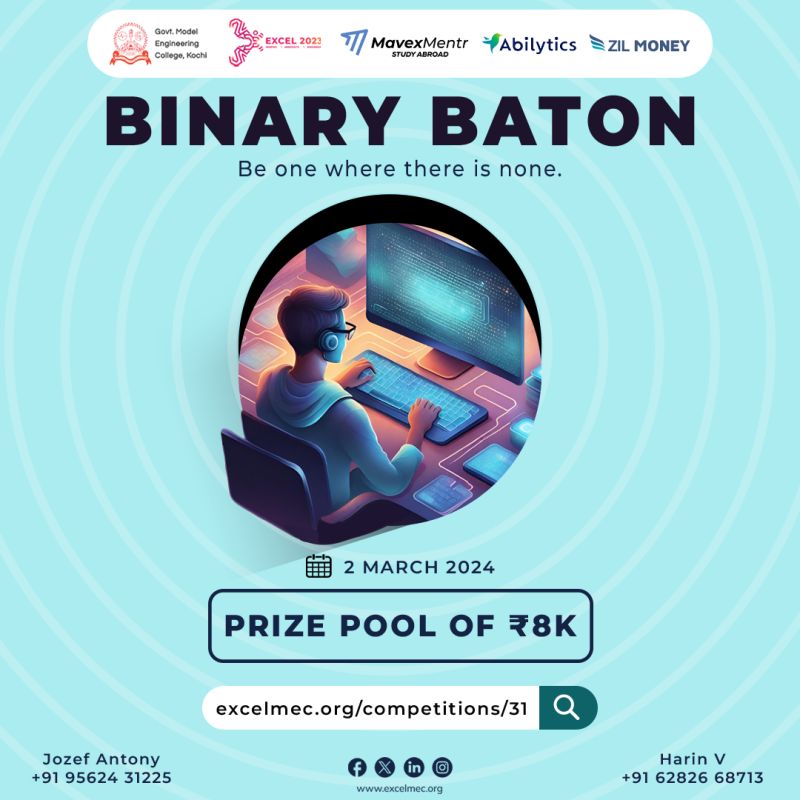 Govt. Model
Engineering
College, Kochi
EXCEL 2023
MavexMentr
STUDY ABROAD
Abilytics
ZIL MONEY
BINARY BATON
Be one where there is none.
2 MARCH 2024
PRIZE POOL OF ₹8K
excelmec.org/competitions/31
Jozef Antony
+91 95624 31225
www.excelmec.org
Harin V
+91 62826 68713